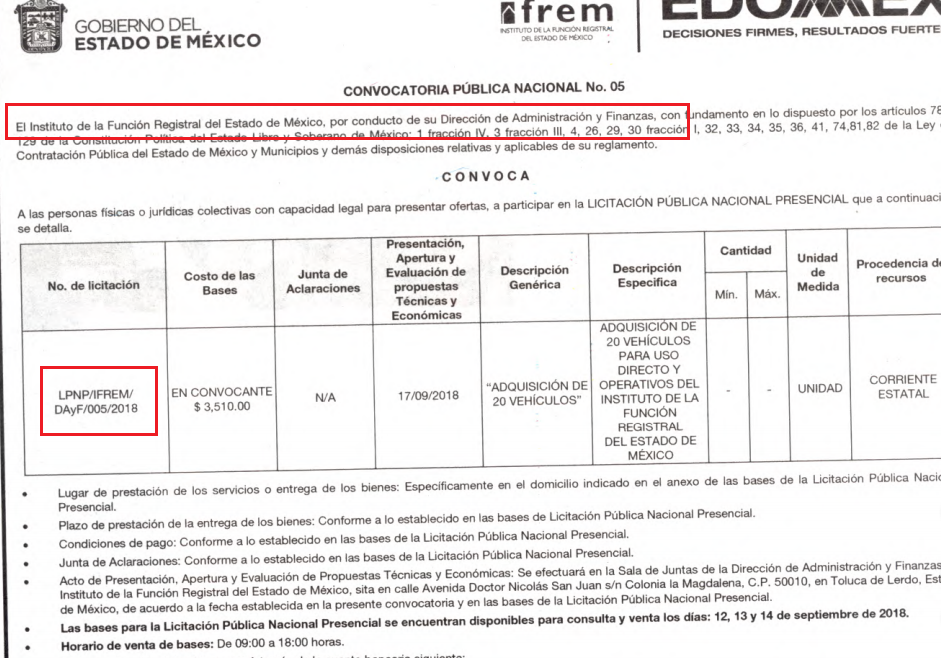 GOBIERNO DEL
ESTADO DE MÉXICO
ifrem
INSTITUTO DE LA FUNCIÓN REGISTRAL
DEL ESTADO DE MÉXICO
EDOMÉX
DECISIONES FIRMES, RESULTADOS FUERTE
CONVOCATORIA PÚBLICA NACIONAL No. 05
El Instituto de la Función Registral del Estado de México, por conducto de su Dirección de Administración y Finanzas, con fundamento en lo dispuesto por los artículos 78
129 de la Constitución Política del Estado Libre y Soberano de México; 1 fracción IV, 3 fracción III, 4, 26, 29, 30 fracción I, 32, 33, 34, 35, 36, 41, 74,81,82 de la Ley
Contratación Pública del Estado de México y Municipios y demás disposiciones relativas y aplicables de su reglamento.
CONVOCA
A las personas físicas o jurídicas colectivas con capacidad legal para presentar ofertas, a participar en la LICITACIÓN PÚBLICA NACIONAL PRESENCIAL que a continuaci
se detalla.
No. de licitación
Costo de las
Bases
Junta de
Aclaraciones
Presentación,
Apertura y
Evaluación de
propuestas
Técnicas y
Económicas
Descripción
Genérica
Descripción
Especifica
Cantidad
Mín.
Máx.
Unidad
de
Medida
Procedencia de
recursos
LPNP/IFREM/
DAyF/005/2018
EN CONVOCANTE
$ 3,510.00
N/A
17/09/2018
"ADQUISICIÓN DE
20 VEHÍCULOS"
ADQUISICIÓN DE
20 VEHÍCULOS
PARA USO
DIRECTO Y
OPERATIVOS DEL
INSTITUTO DE LA
FUNCIÓN
REGISTRAL
DEL ESTADO DE
MÉXICO
-
-
UNIDAD
CORRIENTE
ESTATAL
• Lugar de prestación de los servicios o entrega de los bienes: Específicamente en el domicilio indicado en el anexo de las bases de la Licitación Pública Nacio
Presencial.
• Plazo de prestación de la entrega de los bienes: Conforme a lo establecido en las bases de Licitación Pública Nacional Presencial.
• Condiciones de pago: Conforme a lo establecido en las bases de la Licitación Pública Nacional Presencial.
• Junta de Aclaraciones: Conforme a lo establecido en las bases de la Licitación Pública Nacional Presencial.
• Acto de Presentación, Apertura y Evaluación de Propuestas Técnicas y Económicas: Se efectuará en la Sala de Juntas de la Dirección de Administración y Finanzas
Instituto de la Función Registral del Estado de México, sita en calle Avenida Doctor Nicolás San Juan s/n Colonia la Magdalena, C.P. 50010, en Toluca de Lerdo, Est
de México, de acuerdo a la fecha establecida en la presente convocatoria y en las bases de la Licitación Pública Nacional Presencial.
• Las bases para la Licitación Pública Nacional Presencial se encuentran disponibles para consulta y venta los días: 12, 13 y 14 de septiembre de 2018.
• Horario de venta de bases: De 09:00 a 18:00 horas.